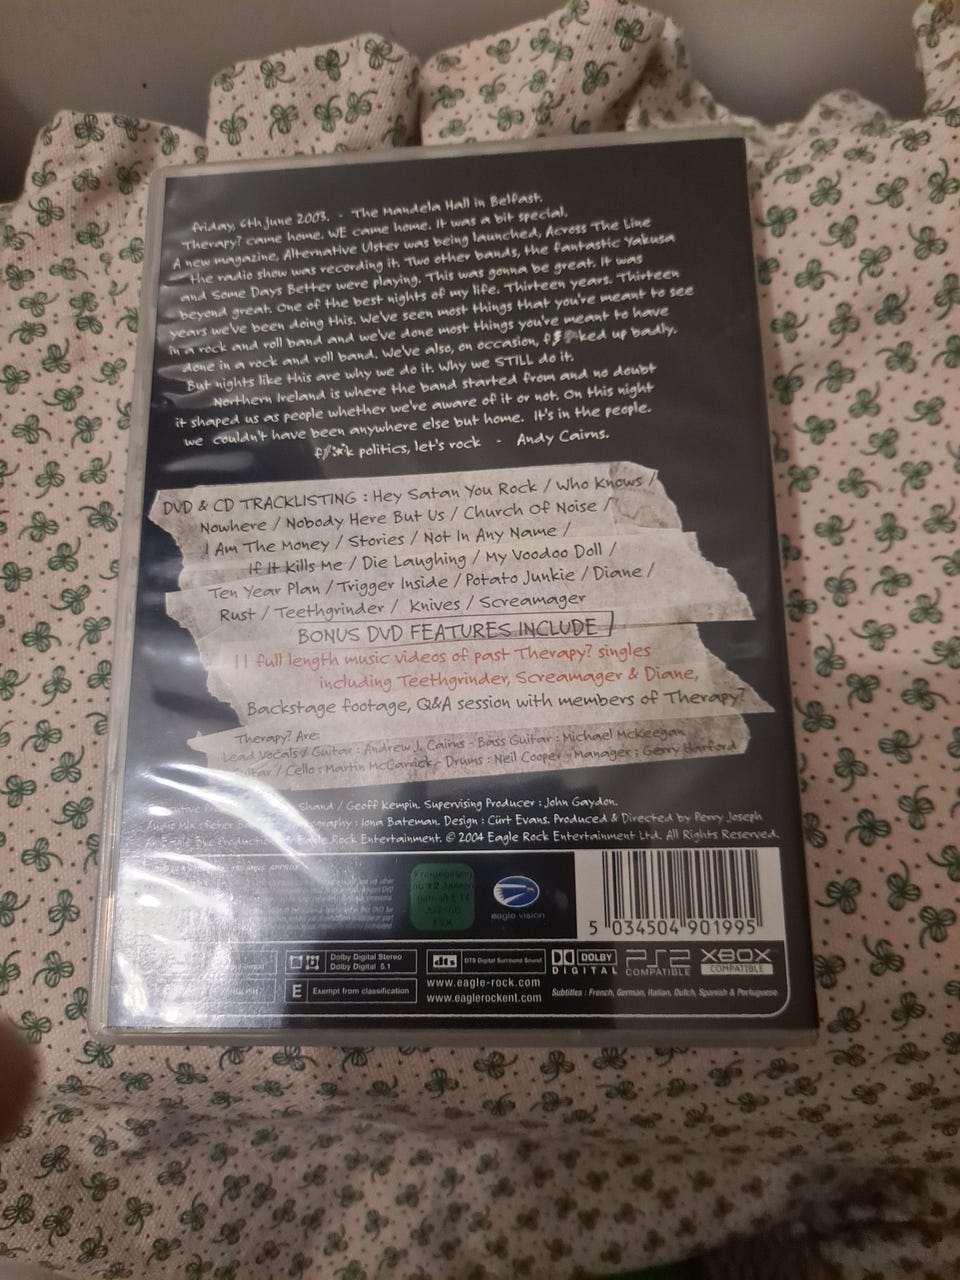 Friday, 6th June 2003. - The Mandela Hall in Belfast.
Therapy? came home. WE came home. It was a bit special.
A new magazine, Alternative Ulster was being launched, Across The Line
the radio show was recording it. Two other bands, the fantastic Yakusa
and Some Days Better were playing. This was gonna be great. It was
beyond great. One of the best nights of my life. Thirteen years. Thirteen
years we've been doing this. We've seen most things that you're meant to see
in a rock and roll band and we've done most things you're meant to have
done in a rock and roll band. We've also, on occasion, f$@*ked up badly.
But nights like this are why we do it. Why we STILL do it.
Northern Ireland is where the band started from and no doubt
it shaped us as people whether we're aware of it or not. On this night
we couldn't have been anywhere else but home. It's in the people.
politics, let's rock - Andy Cairns.
DVD & CD TRACKLISTING : Hey Satan You Rock / Who Knows /
Nowhere / Nobody Here But Us / Church Of Noise /
I Am The Money / Stories / Not In Any Name /
If It Kills Me / Die Laughing / My Voodoo Doll /
Ten Year Plan / Trigger Inside / Potato Junkie / Diane /
Rust / Teethgrinder / Knives / Screamager
BONUS DVD FEATURES INCLUDE
11 full length music videos of past Therapy? singles
including Teethgrinder, Screamager & Diane,
Backstage footage, Q&A session with members of Therapy?
Therapy? Are:
Lead Vocals / Guitar : Andrew J. Cairns - Bass Guitar : Michael McKeegan
Guitar / Cello : Martin McCarrick - Drums : Neil Cooper - Manager : Gerry Harford
Shand / Geoff Kempin. Supervising Producer : John Gaydon.
Audio Mix : Peter : Iona Bateman. Design : Cürt Evans. Produced & Directed by Perry Joseph
An Eagle Rock Entertainment. © 2004 Eagle Rock Entertainment Ltd. All Rights Reserved.
Freigegeben
ab 12 Jahren
gemäß § 14
JuSchG
FSK
eagle vision
5 034504 901995
Dolby Digital Stereo
Dolby Digital 5.1
dts DTS Digital Surround Sound
DOLBY
DIGITAL
PS2
COMPATIBLE
XBOX
COMPATIBLE
E Exempt from classification
www.eagle-rock.com
www.eaglerockent.com
Subtitles : French, German, Italian, Dutch, Spanish & Portuguese